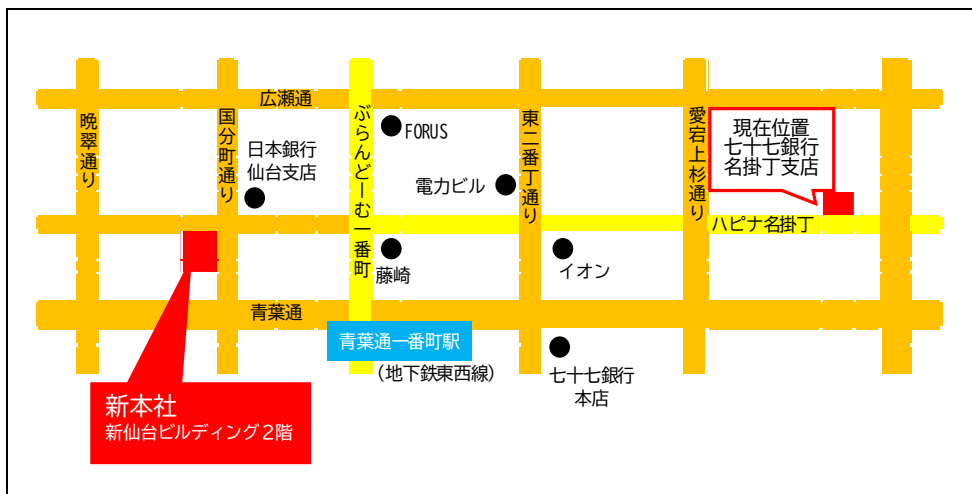 広瀬通
晩翠通り
国分町通り
ぶらんどーむ一番町
東二番丁通り
愛宕上杉通り
FORUS
現在位置
七十七銀行
名掛丁支店
日本銀行
仙台支店
電力ビル
ハピナ名掛丁
藤崎
イオン
青葉通
青葉通一番町駅
(地下鉄東西線)
七十七銀行
本店
新本社
新仙台ビルディング2階